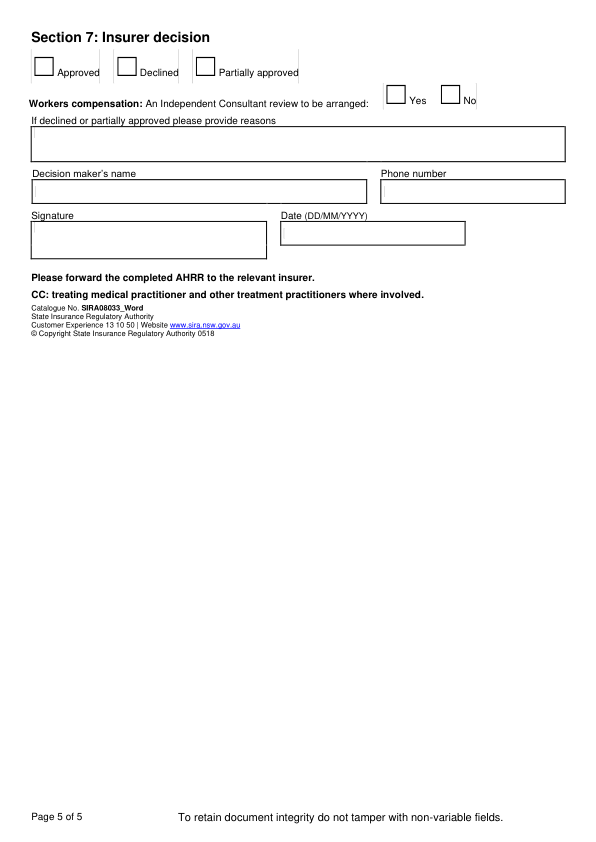 Section 7: Insurer decision
Approved Declined Partially approved
Workers compensation: An Independent Consultant review to be arranged: Yes No
If declined or partially approved please provide reasons
Decision maker's name Phone number
Signature Date (DD/MM/YYYY)
Please forward the completed AHRR to the relevant insurer.
CC: treating medical practitioner and other treatment practitioners where involved.
Catalogue No. SIRA08033_Word
State Insurance Regulatory Authority
Customer Experience 13 10 50 | Website www.sira.nsw.gov.au
© Copyright State Insurance Regulatory Authority 0518
Page 5 of 5 To retain document integrity do not tamper with non-variable fields.